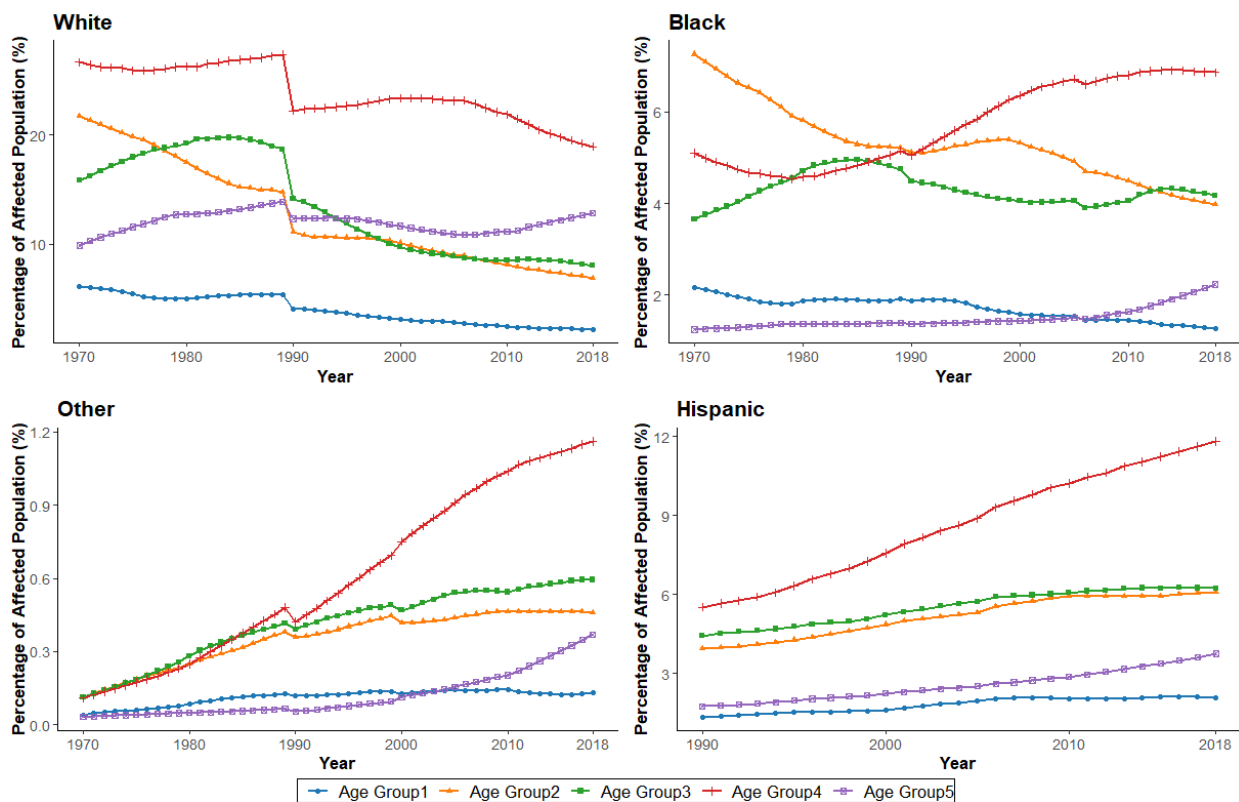 White
Percentage of Affected Population (%)
20
10
1970 1980 1990 2000 2010 2018
Year
Black
Percentage of Affected Population (%)
6
4
2
1970 1980 1990 2000 2010 2018
Year
Other
Percentage of Affected Population (%)
1.2
0.9
0.6
0.3
0.0
1970 1980 1990 2000 2010 2018
Year
Hispanic
Percentage of Affected Population (%)
12
9
6
3
1990 2000 2010 2018
Year
Age Group1 Age Group2 Age Group3 Age Group4 Age Group5